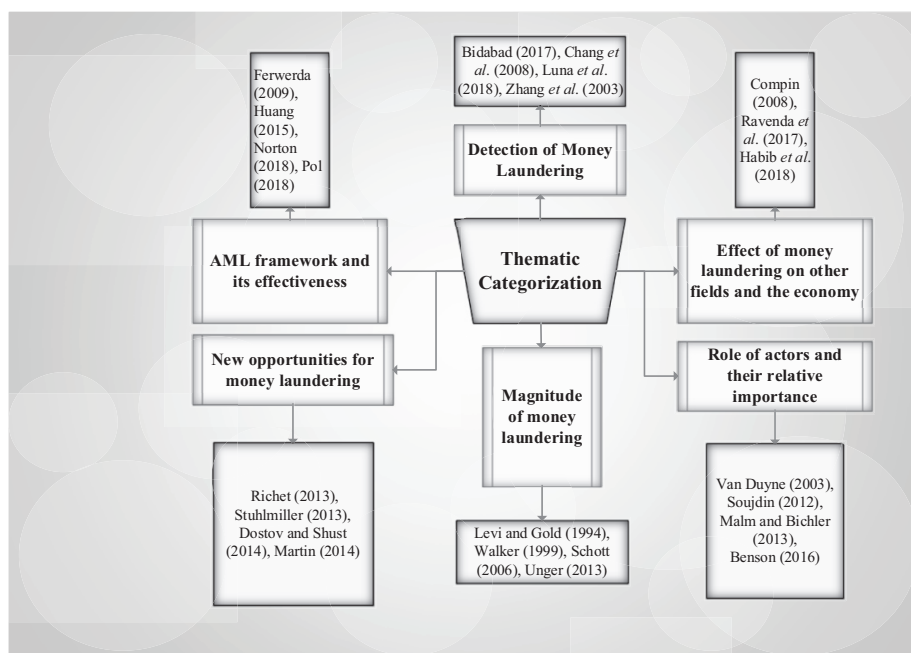 Ferwerda
(2009),
Huang
(2015),
Norton
(2018), Pol
(2018)
Bidabad (2017), Chang et
al. (2008), Luna et al.
(2018), Zhang et al. (2003)
Compin
(2008),
Ravenda et
al. (2017),
Habib et al.
(2018)
Detection of Money
Laundering
AML framework and
its effectiveness
Thematic
Categorization
Effect of money
laundering on other
fields and the economy
New opportunities for
money laundering
Magnitude
of money
laundering
Role of actors and
their relative
importance
Richet (2013),
Stuhlmiller (2013),
Dostov and Shust
(2014), Martin (2014)
Levi and Gold (1994),
Walker (1999), Schott
(2006), Unger (2013)
Van Duyne (2003),
Soujdin (2012),
Malm and Bichler
(2013),
Benson (2016)